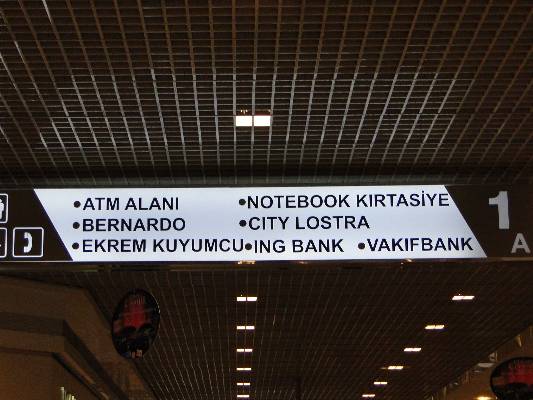 •ATM ALANI •NOTEBOOK KIRTASİYE
•BERNARDO •CITY LOSTRA
•EKREM KUYUMCU •ING BANK •VAKIFBANK
1
A